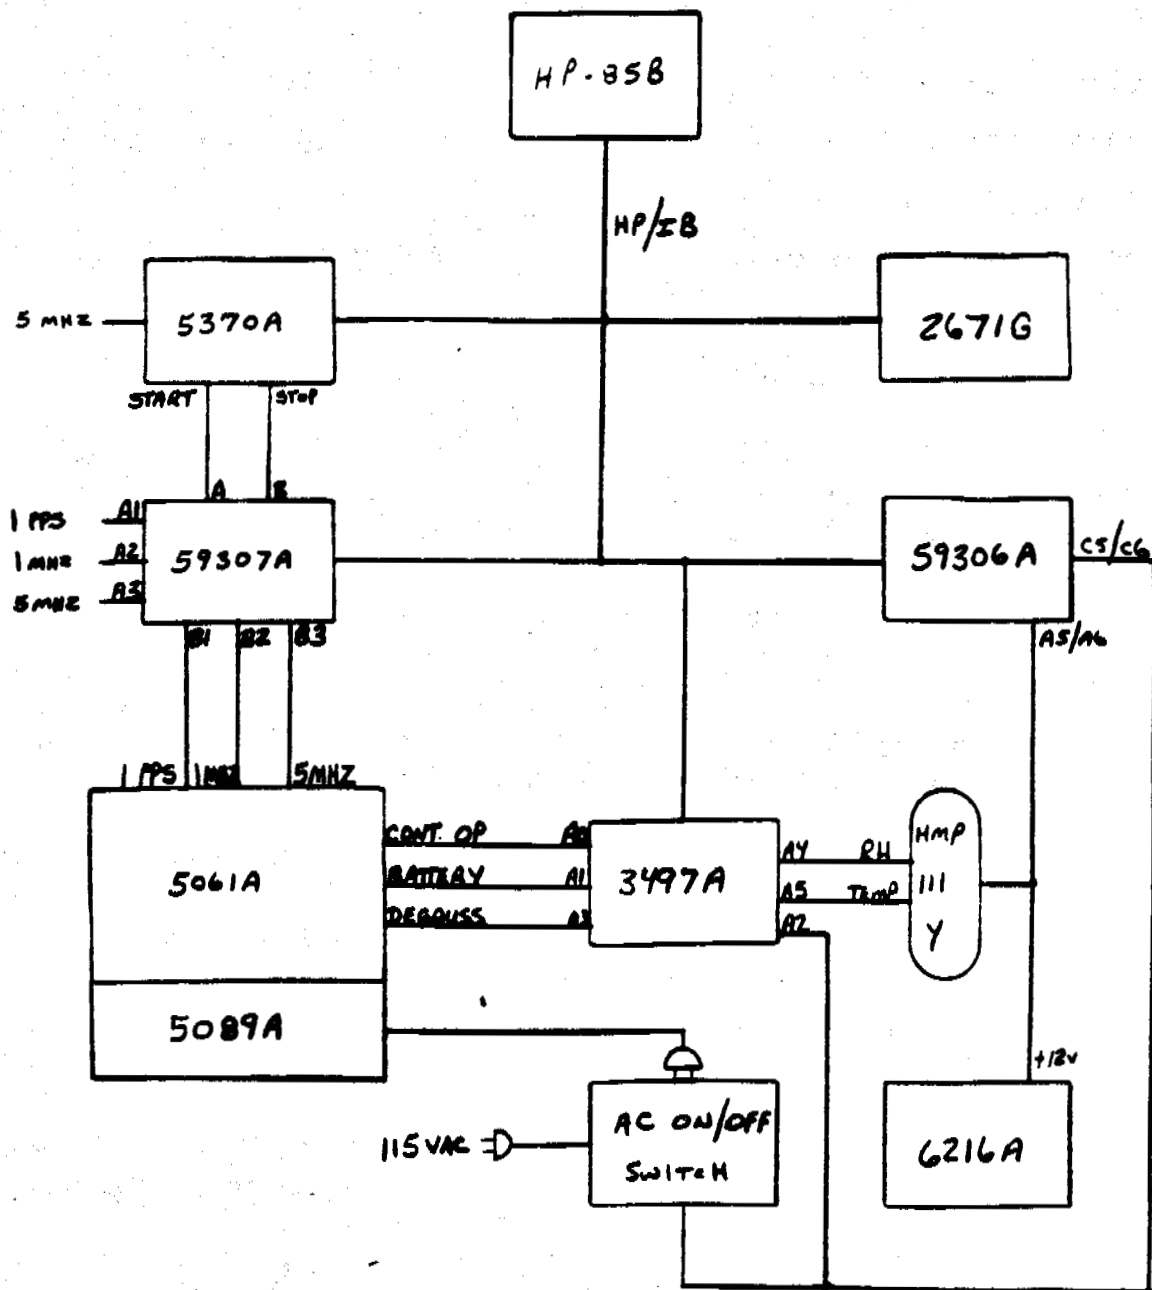 HP-85B
HP/IB
5 MHZ
5370A
2671G
START
STOP
A
B
1 PPS
A1
1 MHZ
A2
5 MHZ
A3
59307A
59306A
C5/C6
A5/A6
B1
B2
B3
1 PPS
1 MHZ
5 MHZ
5061A
CONT. OP
A0
BATTERY
A1
DEGAUSS
A3
3497A
A4
RH
A5
TEMP
A2
HMP
111
Y
5089A
+12V
AC ON/OFF
SWITCH
115 VAC
6216A